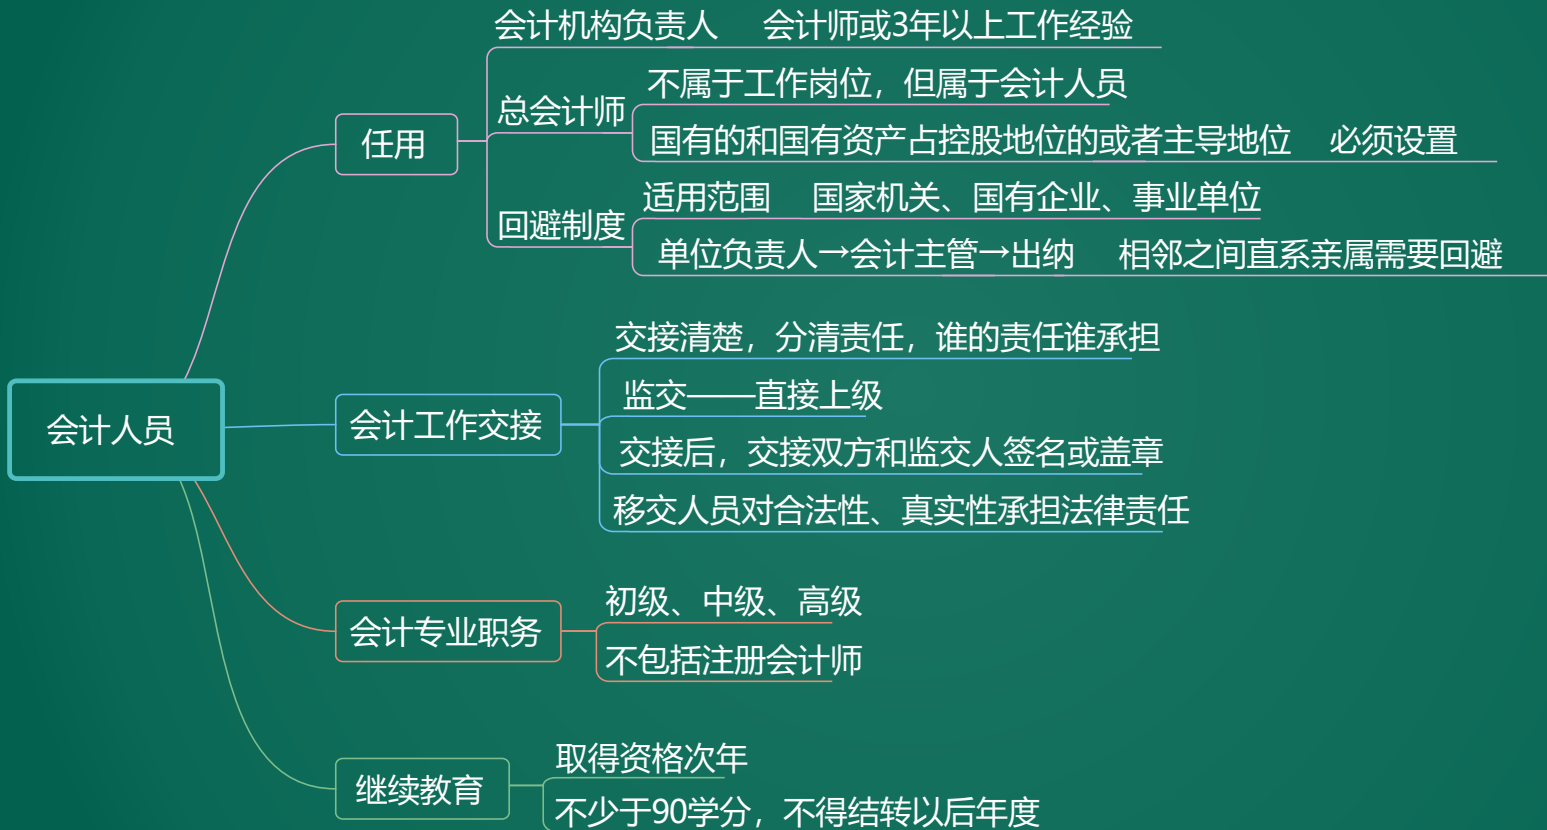 会计人员
任用
会计机构负责人 会计师或3年以上工作经验
总会计师
不属于工作岗位，但属于会计人员
国有的和国有资产占控股地位的或者主导地位 必须设置
回避制度
适用范围 国家机关、国有企业、事业单位
单位负责人→会计主管→出纳 相邻之间直系亲属需要回避
会计工作交接
交接清楚，分清责任，谁的责任谁承担
监交——直接上级
交接后，交接双方和监交人签名或盖章
移交人员对合法性、真实性承担法律责任
会计专业职务
初级、中级、高级
不包括注册会计师
继续教育
取得资格次年
不少于90学分，不得结转以后年度